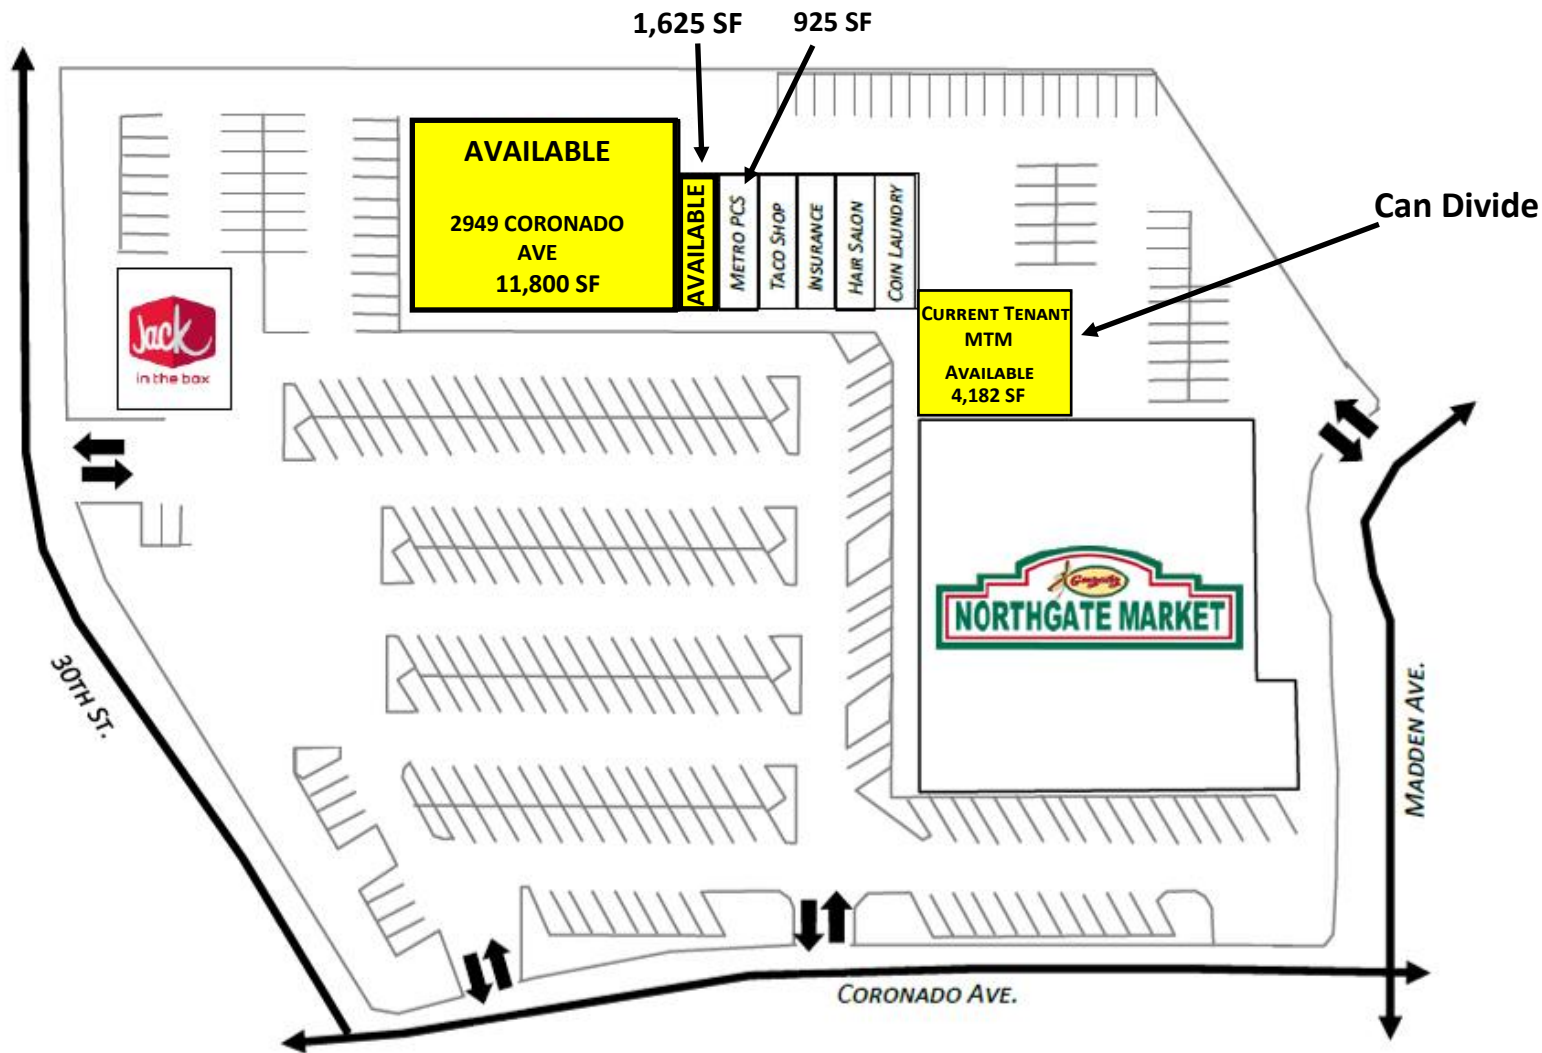 1,625 SF
925 SF
AVAILABLE
2949 CORONADO
AVE
11,800 SF
AVAILABLE
METRO PCS
TACO SHOP
INSURANCE
HAIR SALON
COIN LAUNDRY
Can Divide
CURRENT TENANT
MTM
AVAILABLE
4,182 SF
Jack
in the box
Gonzalez
NORTHGATE MARKET
30TH ST.
MADDEN AVE.
CORONADO AVE.